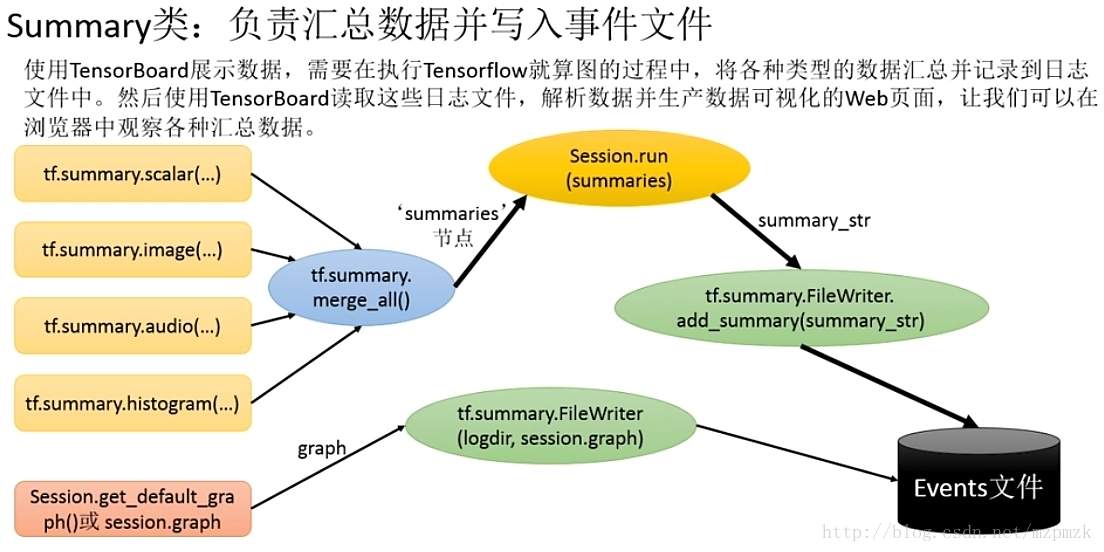 Summary类：负责汇总数据并写入事件文件
使用TensorBoard展示数据，需要在执行Tensorflow就算图的过程中，将各种类型的数据汇总并记录到日志
文件中。然后使用TensorBoard读取这些日志文件，解析数据并生产数据可视化的Web页面，让我们可以在
浏览器中观察各种汇总数据。
tf.summary.scalar(...)
tf.summary.image(...)
tf.summary.audio(...)
tf.summary.histogram(...)
Session.get_default_gra
ph()或 session.graph
tf.summary.
merge_all()
‘summaries’
节点
Session.run
(summaries)
summary_str
tf.summary.FileWriter.
add_summary(summary_str)
graph
tf.summary.FileWriter
(logdir, session.graph)
Events文件
http://blog.csdn.net/mzpmzk